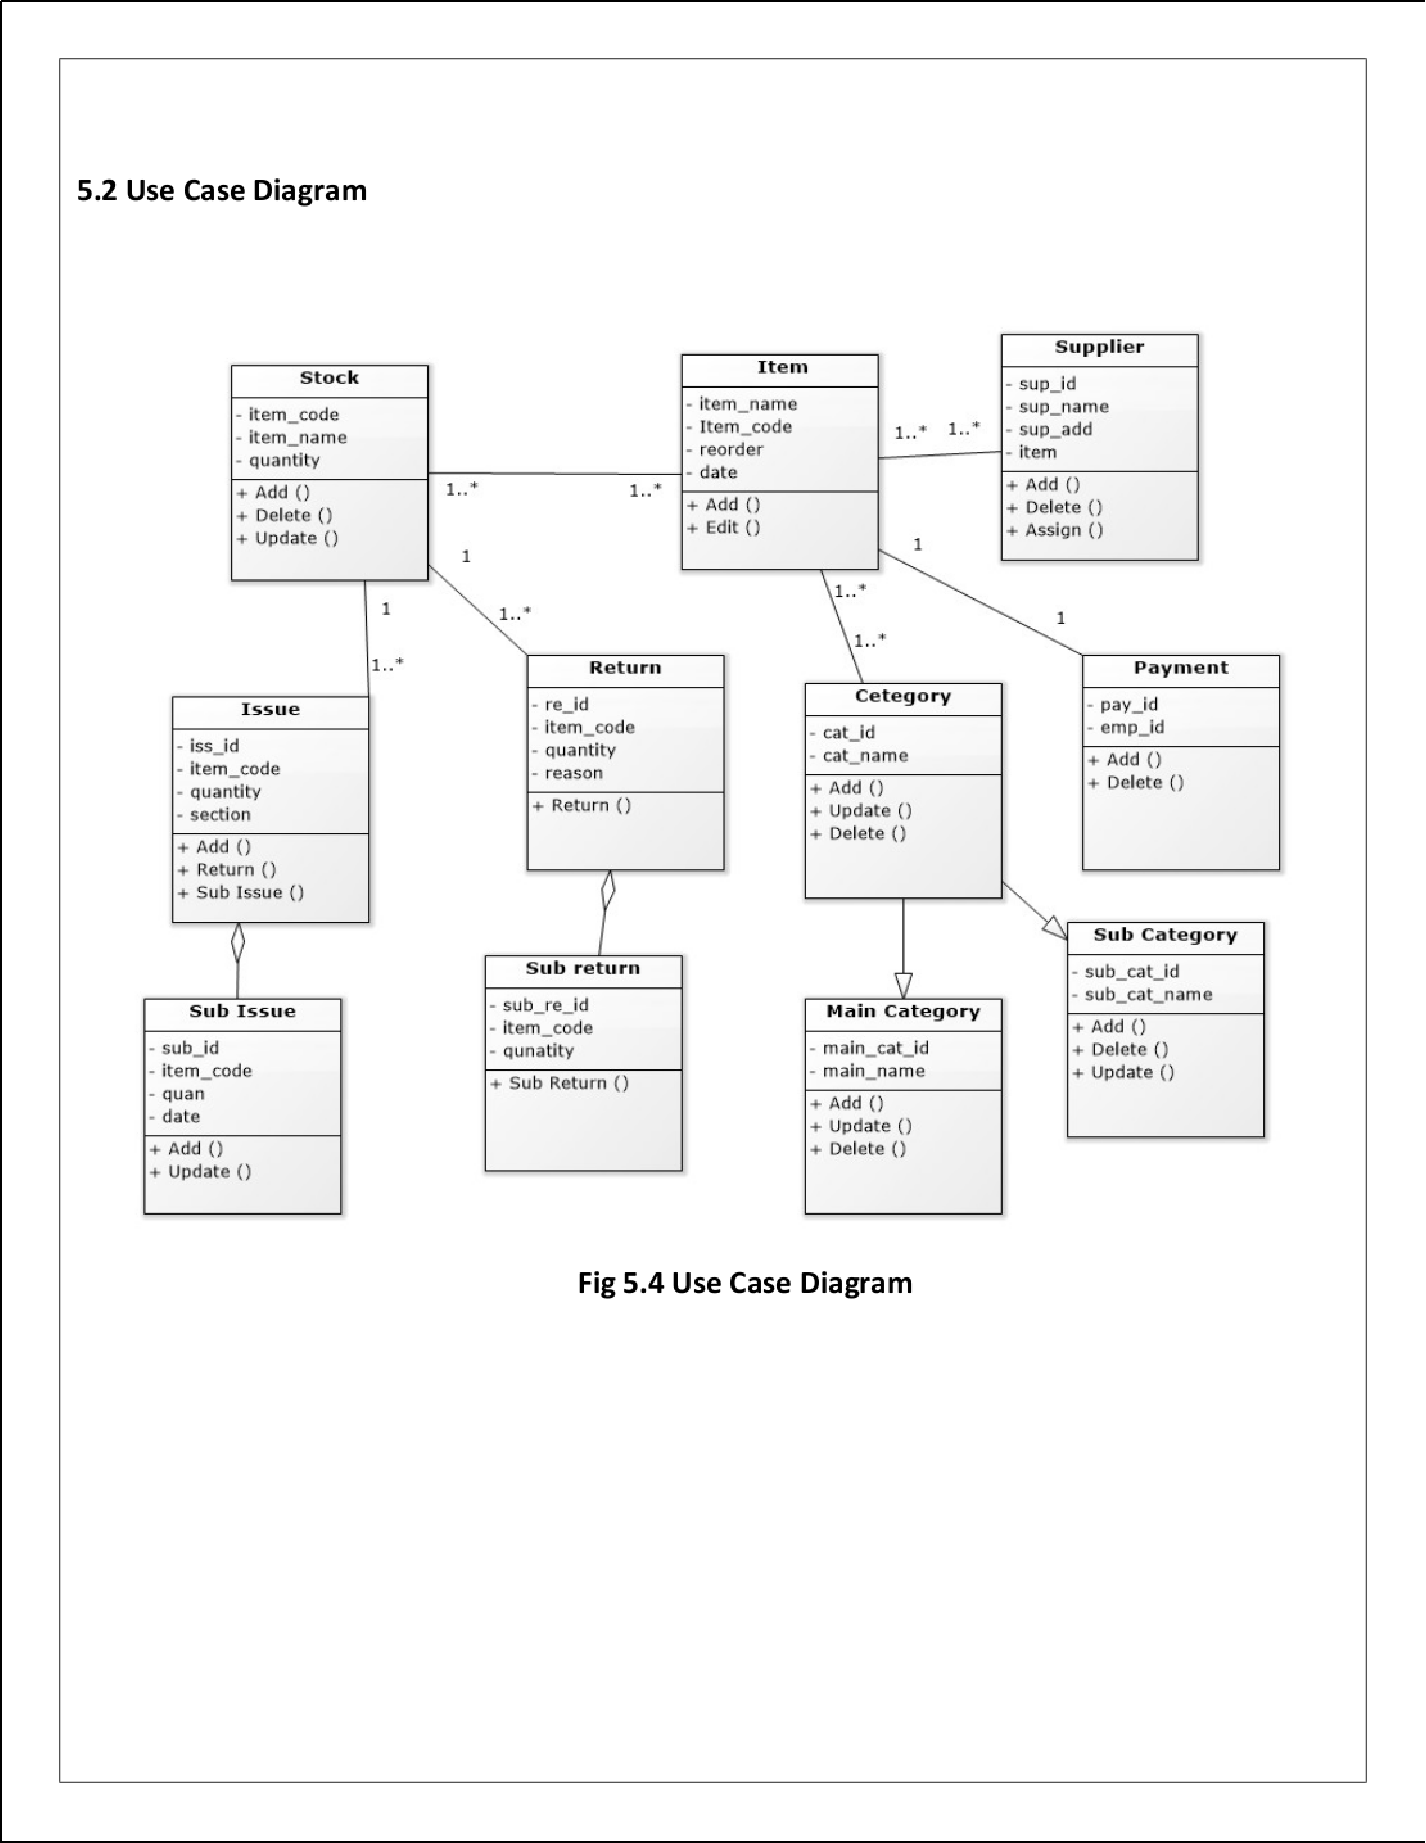 5.2 Use Case Diagram
Stock
- item_code
- item_name
- quantity
+ Add ()
+ Delete ()
+ Update ()
Item
- item_name
- Item_code
- reorder
- date
+ Add ()
+ Edit ()
Supplier
- sup_id
- sup_name
- sup_add
- item
+ Add ()
+ Delete ()
+ Assign ()
1..*
1..*
1..*
1..*
1
1..*
1
1..*
1..*
1..*
1
1
Issue
- iss_id
- item_code
- quantity
- section
+ Add ()
+ Return ()
+ Sub Issue ()
Return
- re_id
- item_code
- quantity
- reason
+ Return ()
Cetegory
- cat_id
- cat_name
+ Add ()
+ Update ()
+ Delete ()
Payment
- pay_id
- emp_id
+ Add ()
+ Delete ()
Sub Issue
- sub_id
- item_code
- quan
- date
+ Add ()
+ Update ()
Sub return
- sub_re_id
- item_code
- qunatity
+ Sub Return ()
Main Category
- main_cat_id
- main_name
+ Add ()
+ Update ()
+ Delete ()
Sub Category
- sub_cat_id
- sub_cat_name
+ Add ()
+ Delete ()
+ Update ()
Fig 5.4 Use Case Diagram